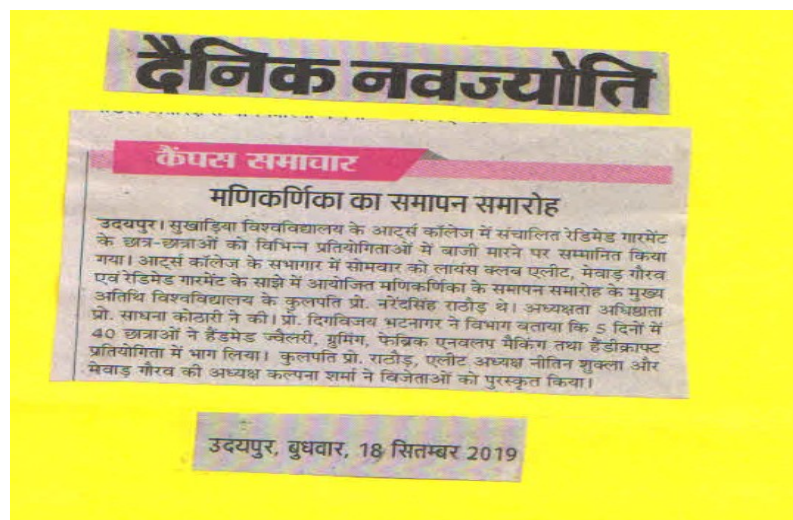 दैनिक नवज्योति
कैंपस समाचार
मणिकर्णिका का समापन समारोह
उदयपुर। सुखाड़िया विश्वविद्यालय के आर्ट्स कॉलेज में संचालित रेडिमेड गारमेंट
के छात्र-छात्राओं को विभिन्न प्रतियोगिताओं में बाजी मारने पर सम्मानित किया
गया। आर्ट्स कॉलेज के सभागार में सोमवार को लायंस क्लब एलीट, मेवाड़ गौरव
एवं रेडिमेड गारमेंट के साझे में आयोजित मणिकर्णिका के समापन समारोह के मुख्य
अतिथि विश्वविद्यालय के कुलपति प्रो. नरेंदसिंह राठौड़ थे। अध्यक्षता अधिष्ठाता
प्रो. साधना कोठारी ने की। प्रो. दिगविजय भटनागर ने विभाग बताया कि 5 दिनों में
40 छात्राओं ने हैंडमेड ज्वैलरी, ग्रुमिंग, फेब्रिक एनवलप मैकिंग तथा हैंडीक्राफ्ट
प्रतियोगिता में भाग लिया। कुलपति प्रो. राठौड़, एलीट अध्यक्ष नीतिन शुक्ला और
मेवाड़ गौरव की अध्यक्ष कल्पना शर्मा ने विजेताओं को पुरस्कृत किया।
उदयपुर, बुधवार, 18 सितम्बर 2019